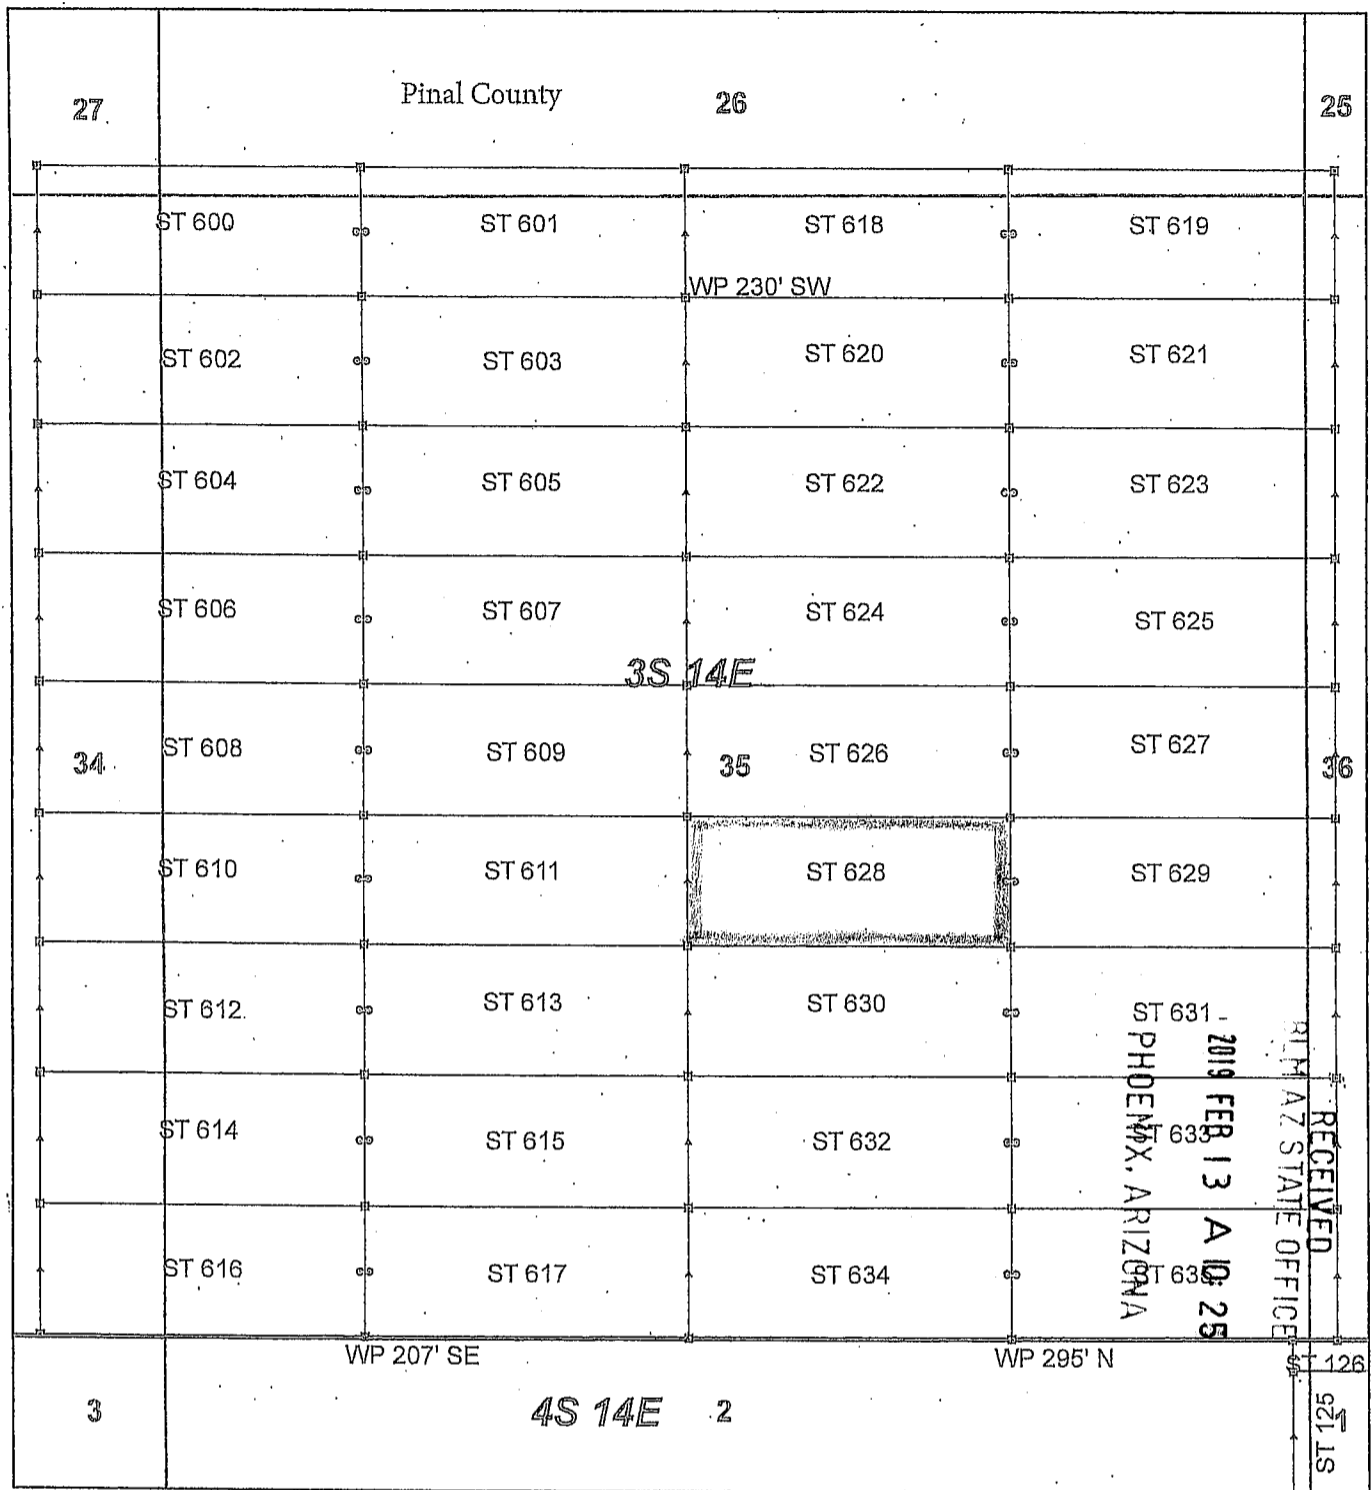 27
Pinal County
26
25
ST 600
ST 601
ST 618
ST 619
WP 230' SW
ST 602
ST 603
ST 620
ST 621
ST 604
ST 605
ST 622
ST 623
ST 606
ST 607
ST 624
ST 625
3S 14E
34
ST 608
ST 609
35
ST 626
ST 627
36
ST 610
ST 611
ST 628
ST 629
ST 612
ST 613
ST 630
ST 631
ST 614
ST 615
ST 632
ST 633
ST 616
ST 617
ST 634
RECEIVED
BLM AZ STATE OFFICE
2019 FEB 13 A 10: 25
PHOENIX, ARIZONA
WP 207' SE
WP 295' N
ST 126
3
4S 14E
2
ST 125
1